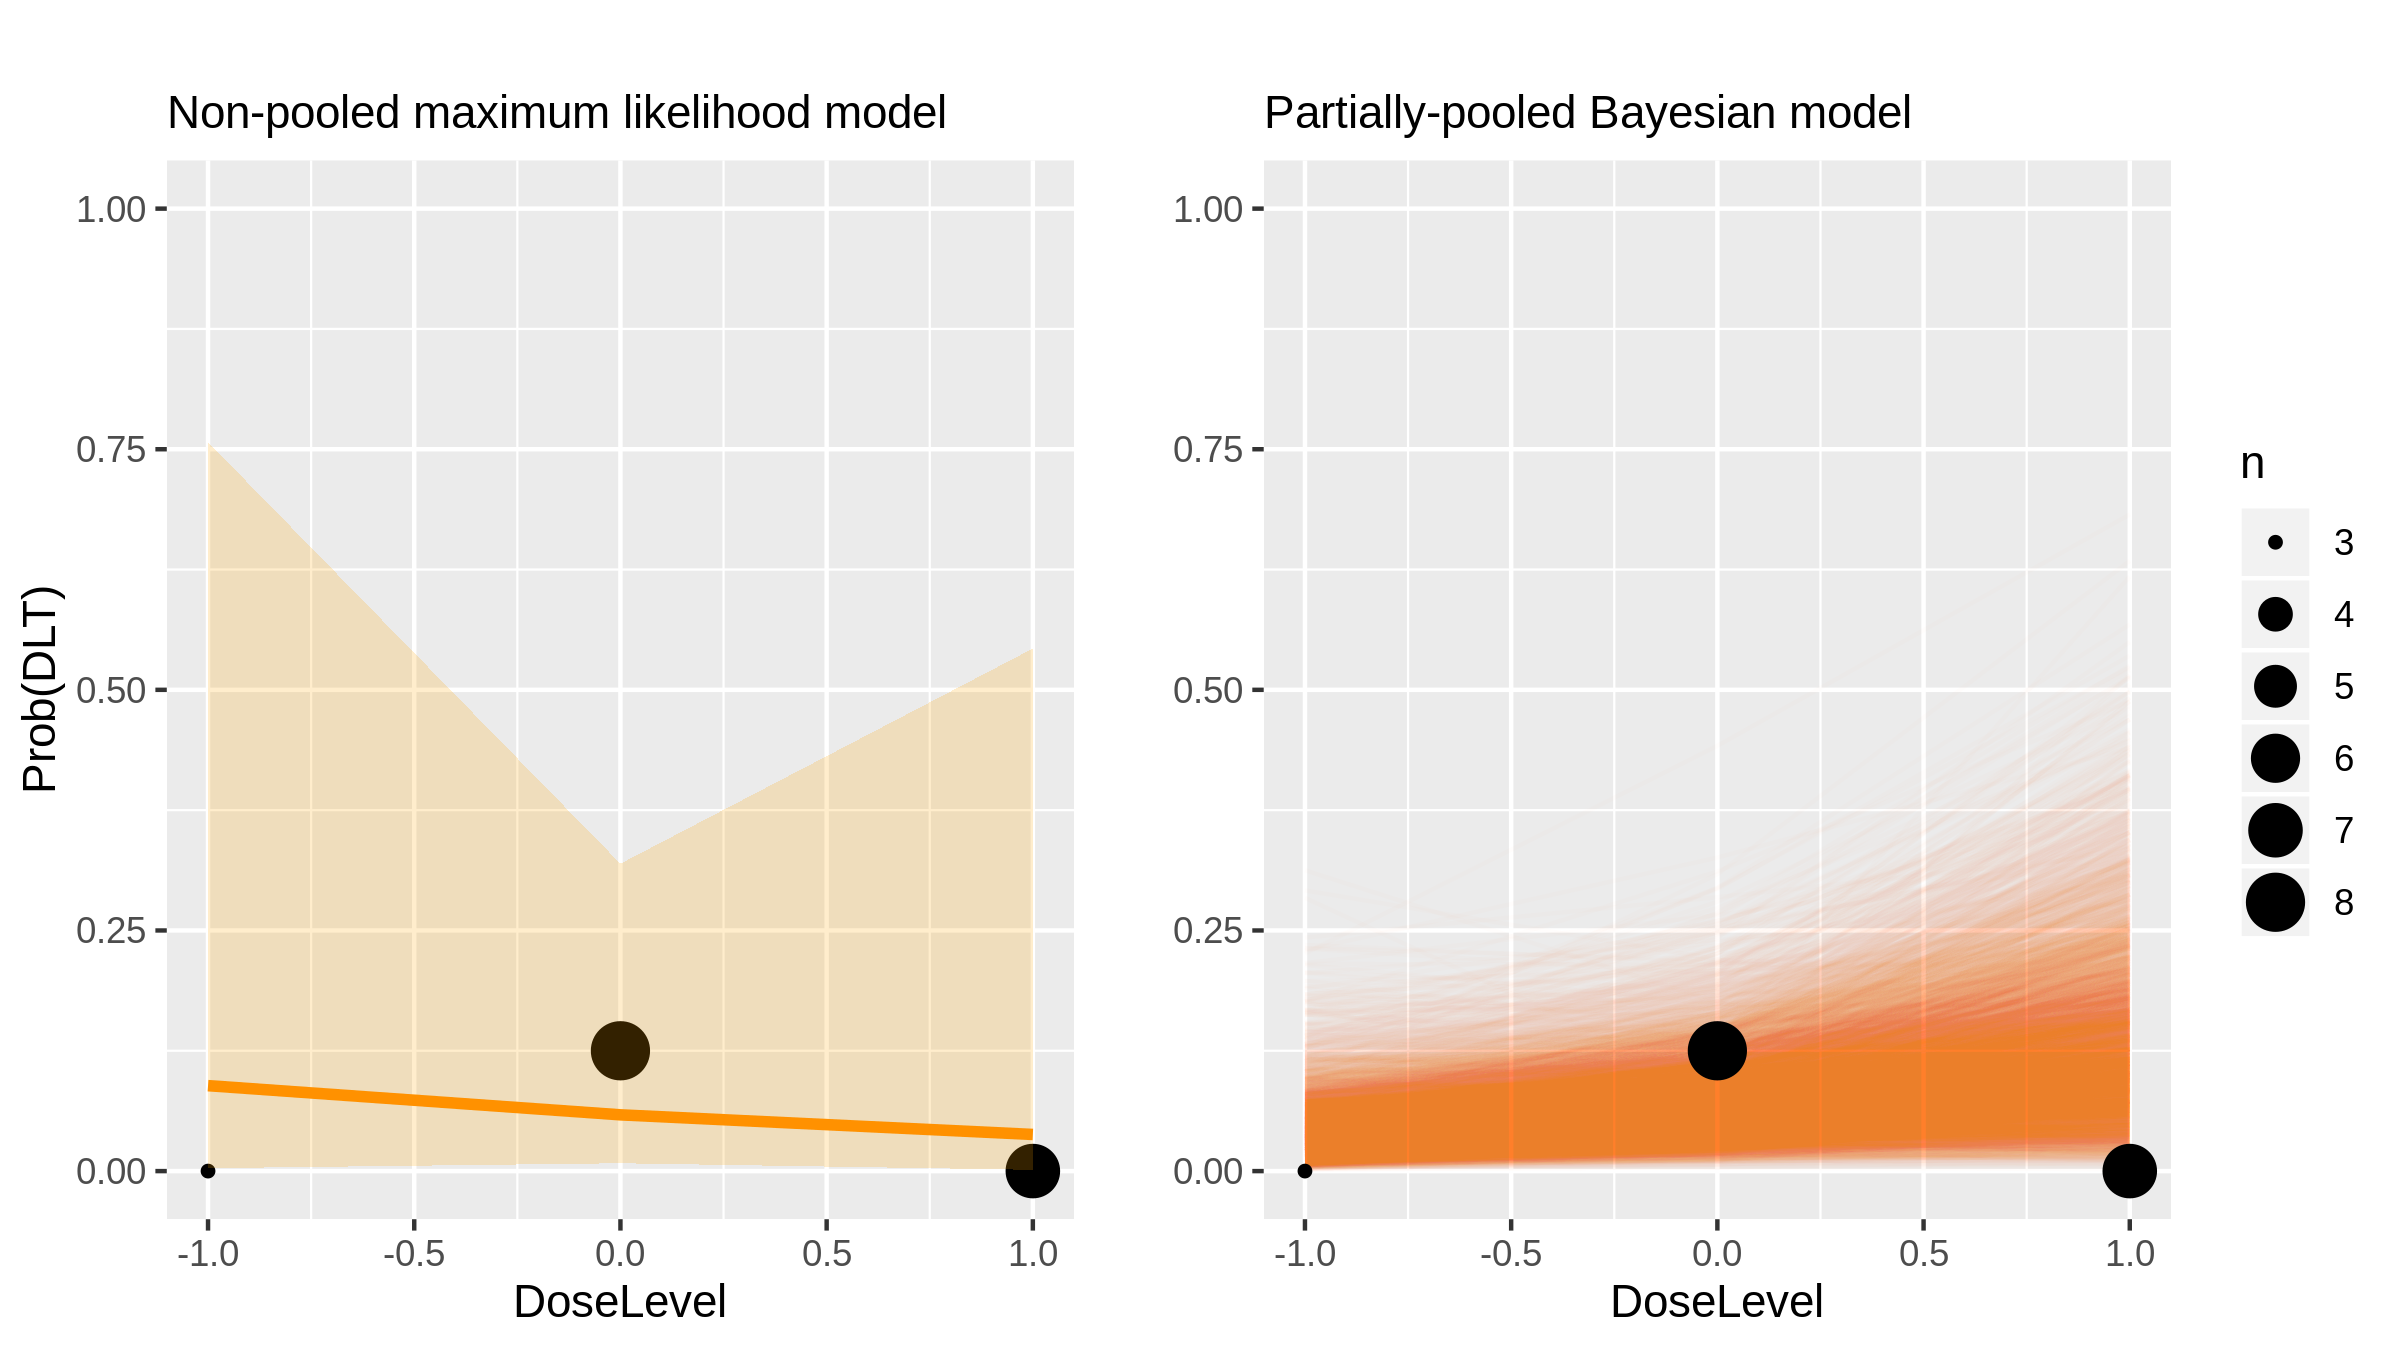 Non-pooled maximum likelihood model
Partially-pooled Bayesian model
Prob(DLT)
1.00
0.75
0.50
0.25
0.00
-1.0 -0.5 0.0 0.5 1.0
DoseLevel
1.00
0.75
0.50
0.25
0.00
-1.0 -0.5 0.0 0.5 1.0
DoseLevel
n
3
4
5
6
7
8